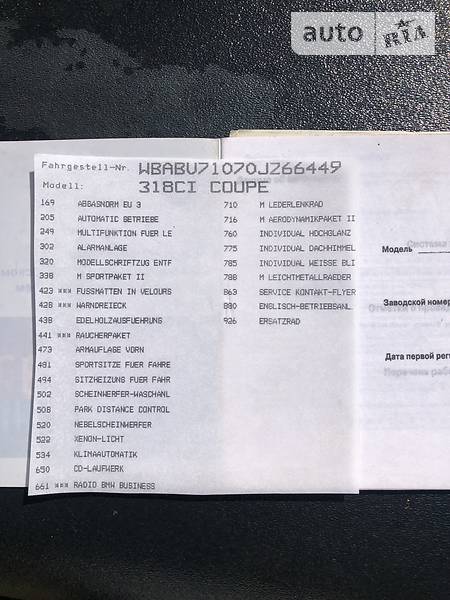 auto RIA
Fahrgestell-Nr. WBABV71070JZ66449
Modell: 318CI COUPE
169 ABGASNORM EU 3
205 AUTOMATIC GETRIEBE
249 MULTIFUNKTION FUER LE
302 ALARMANLAGE
320 MODELLSCHRIFTZUG ENTF
338 M SPORTPAKET II
423 *** FUSSMATTEN IN VELOURS
428 *** WARNDREIECK
438 EDELHOLZAUSFUEHRUNG
441 *** RAUCHERPAKET
473 ARMAUFLAGE VORN
481 SPORTSITZE FUER FAHRE
494 SITZHEIZUNG FUER FAHR
502 SCHEINWERFER-WASCHANL
508 PARK DISTANCE CONTROL
520 NEBELSCHEINWERFER
522 XENON-LICHT
534 KLIMAAUTOMATIK
650 CD-LAUFWERK
661 *** RADIO BMW BUSINESS
710 M LEDERLENKRAD
716 M AERODYNAMIKPAKET II
760 INDIVIDUAL HOCHGLANZ
775 INDIVIDUAL DACHHIMMEL
785 INDIVIDUAL WEISSE BLI
788 M LEICHTMETALLRAEDER
863 SERVICE KONTAKT-FLYER
880 ENGLISCH-BETRIEBSANL
926 ERSATZRAD
Модель
Заводской номер
Дата первой рег